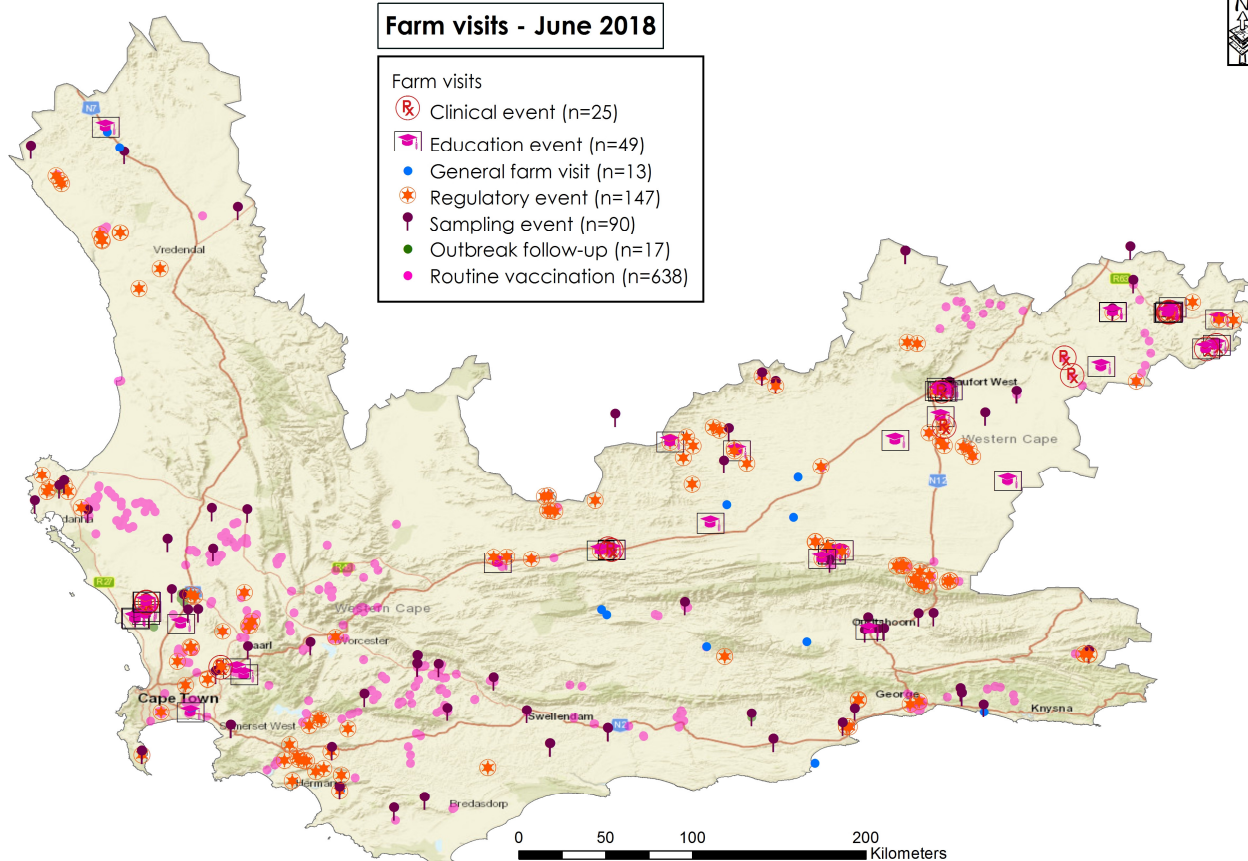 Farm visits - June 2018
N
Farm visits
Clinical event (n=25)
Education event (n=49)
General farm visit (n=13)
Regulatory event (n=147)
Sampling event (n=90)
Outbreak follow-up (n=17)
Routine vaccination (n=638)
N7
Vredendal
R63
Beaufort West
Western Cape
N12
danha
R27
Western Cape
Worcester
Paarl
Oudtshoorn
Cape Town
Somerset West
Swellendam
N2
George
Knysna
Hermanus
Bredasdorp
0 50 100 200
Kilometers